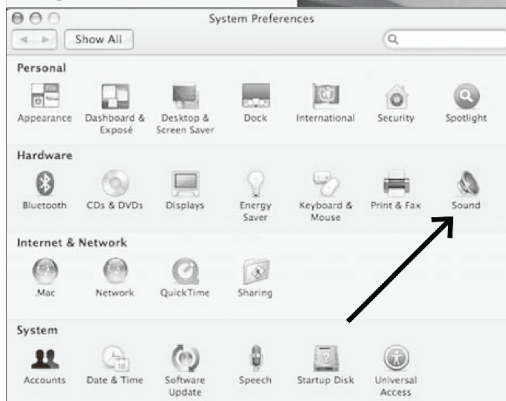 System Preferences
Show All
Personal
Appearance
Dashboard & Exposé
Desktop & Screen Saver
Dock
International
Security
Spotlight
Hardware
Bluetooth
CDs & DVDs
Displays
Energy Saver
Keyboard & Mouse
Print & Fax
Sound
Internet & Network
.Mac
Network
QuickTime
Sharing
System
Accounts
Date & Time
Software Update
Speech
Startup Disk
Universal Access